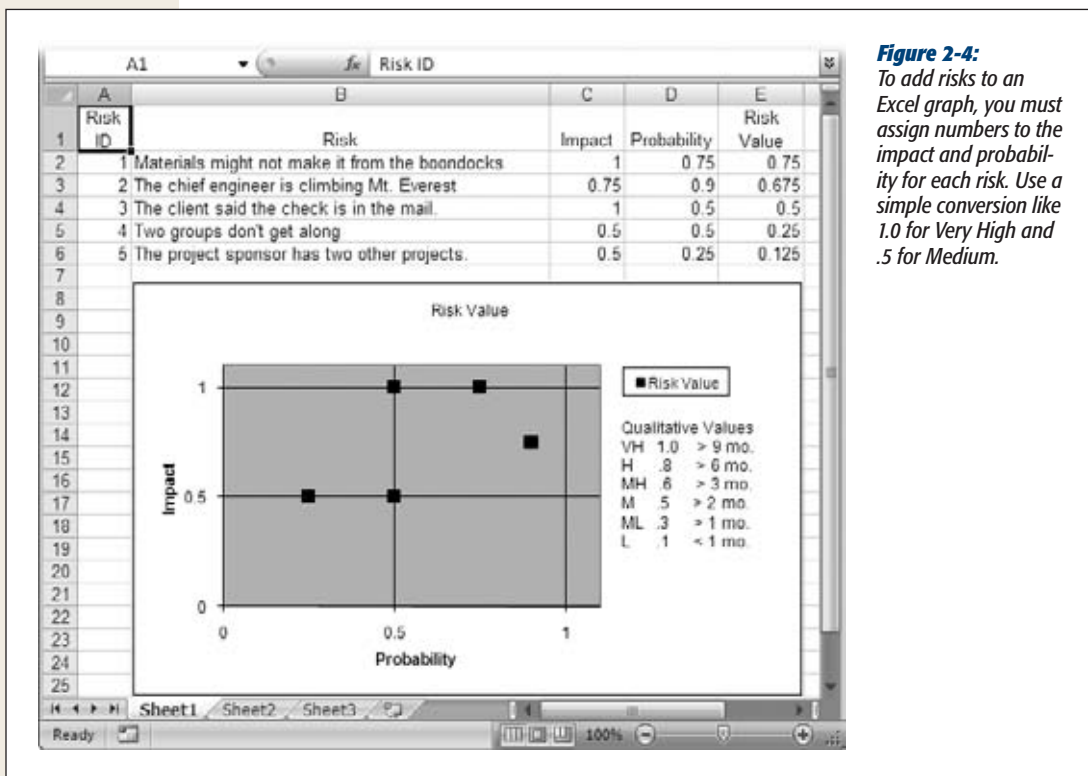 A1 fx Risk ID
A B C D E
1 Risk ID Risk Impact Probability Risk Value
2 1 Materials might not make it from the boondocks 1 0.75 0.75
3 2 The chief engineer is climbing Mt. Everest 0.75 0.9 0.675
4 3 The client said the check is in the mail. 1 0.5 0.5
5 4 Two groups don't get along 0.5 0.5 0.25
6 5 The project sponsor has two other projects. 0.5 0.25 0.125
7
8
9
10
11
12
13
14
15
16
17
18
19
20
21
22
23
24
25
Risk Value
1
0.5
0
0 0.5 1
Impact
Probability
Risk Value
Qualitative Values
VH 1.0 > 9 mo.
H .8 > 6 mo.
MH .6 > 3 mo.
M .5 > 2 mo.
ML .3 > 1 mo.
L .1 < 1 mo.
Sheet1 Sheet2 Sheet3
Ready 100%
Figure 2-4:
To add risks to an
Excel graph, you must
assign numbers to the
impact and probabil-
ity for each risk. Use a
simple conversion like
1.0 for Very High and
.5 for Medium.